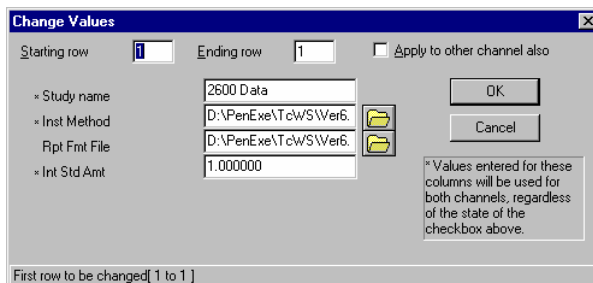 Change Values
Starting row 1 Ending row 1 Apply to other channel also
* Study name 2600 Data
* Inst Method D:\PenExe\TcWS\Ver6.
Rpt Fmt File D:\PenExe\TcWS\Ver6.
* Int Std Amt 1.000000
OK
Cancel
* Values entered for these
columns will be used for
both channels, regardless
of the state of the
checkbox above.
First row to be changed[ 1 to 1 ]